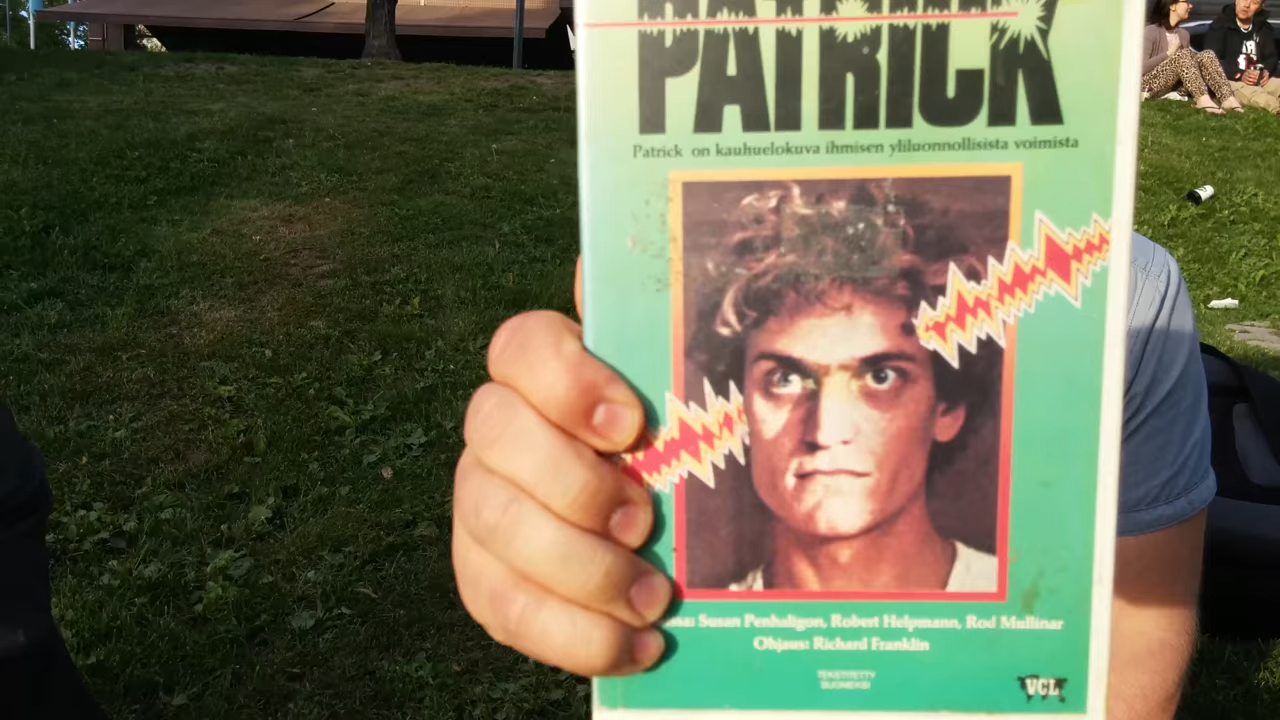 PATRICK
Patrick on kauhuelokuva ihmisen yliluonnollisista voimista
Susan Penhaligon, Robert Helpmann, Rod Mullinar
Ohjaus: Richard Franklin
TEKSTITETTY
SUOMEKSI
VCL